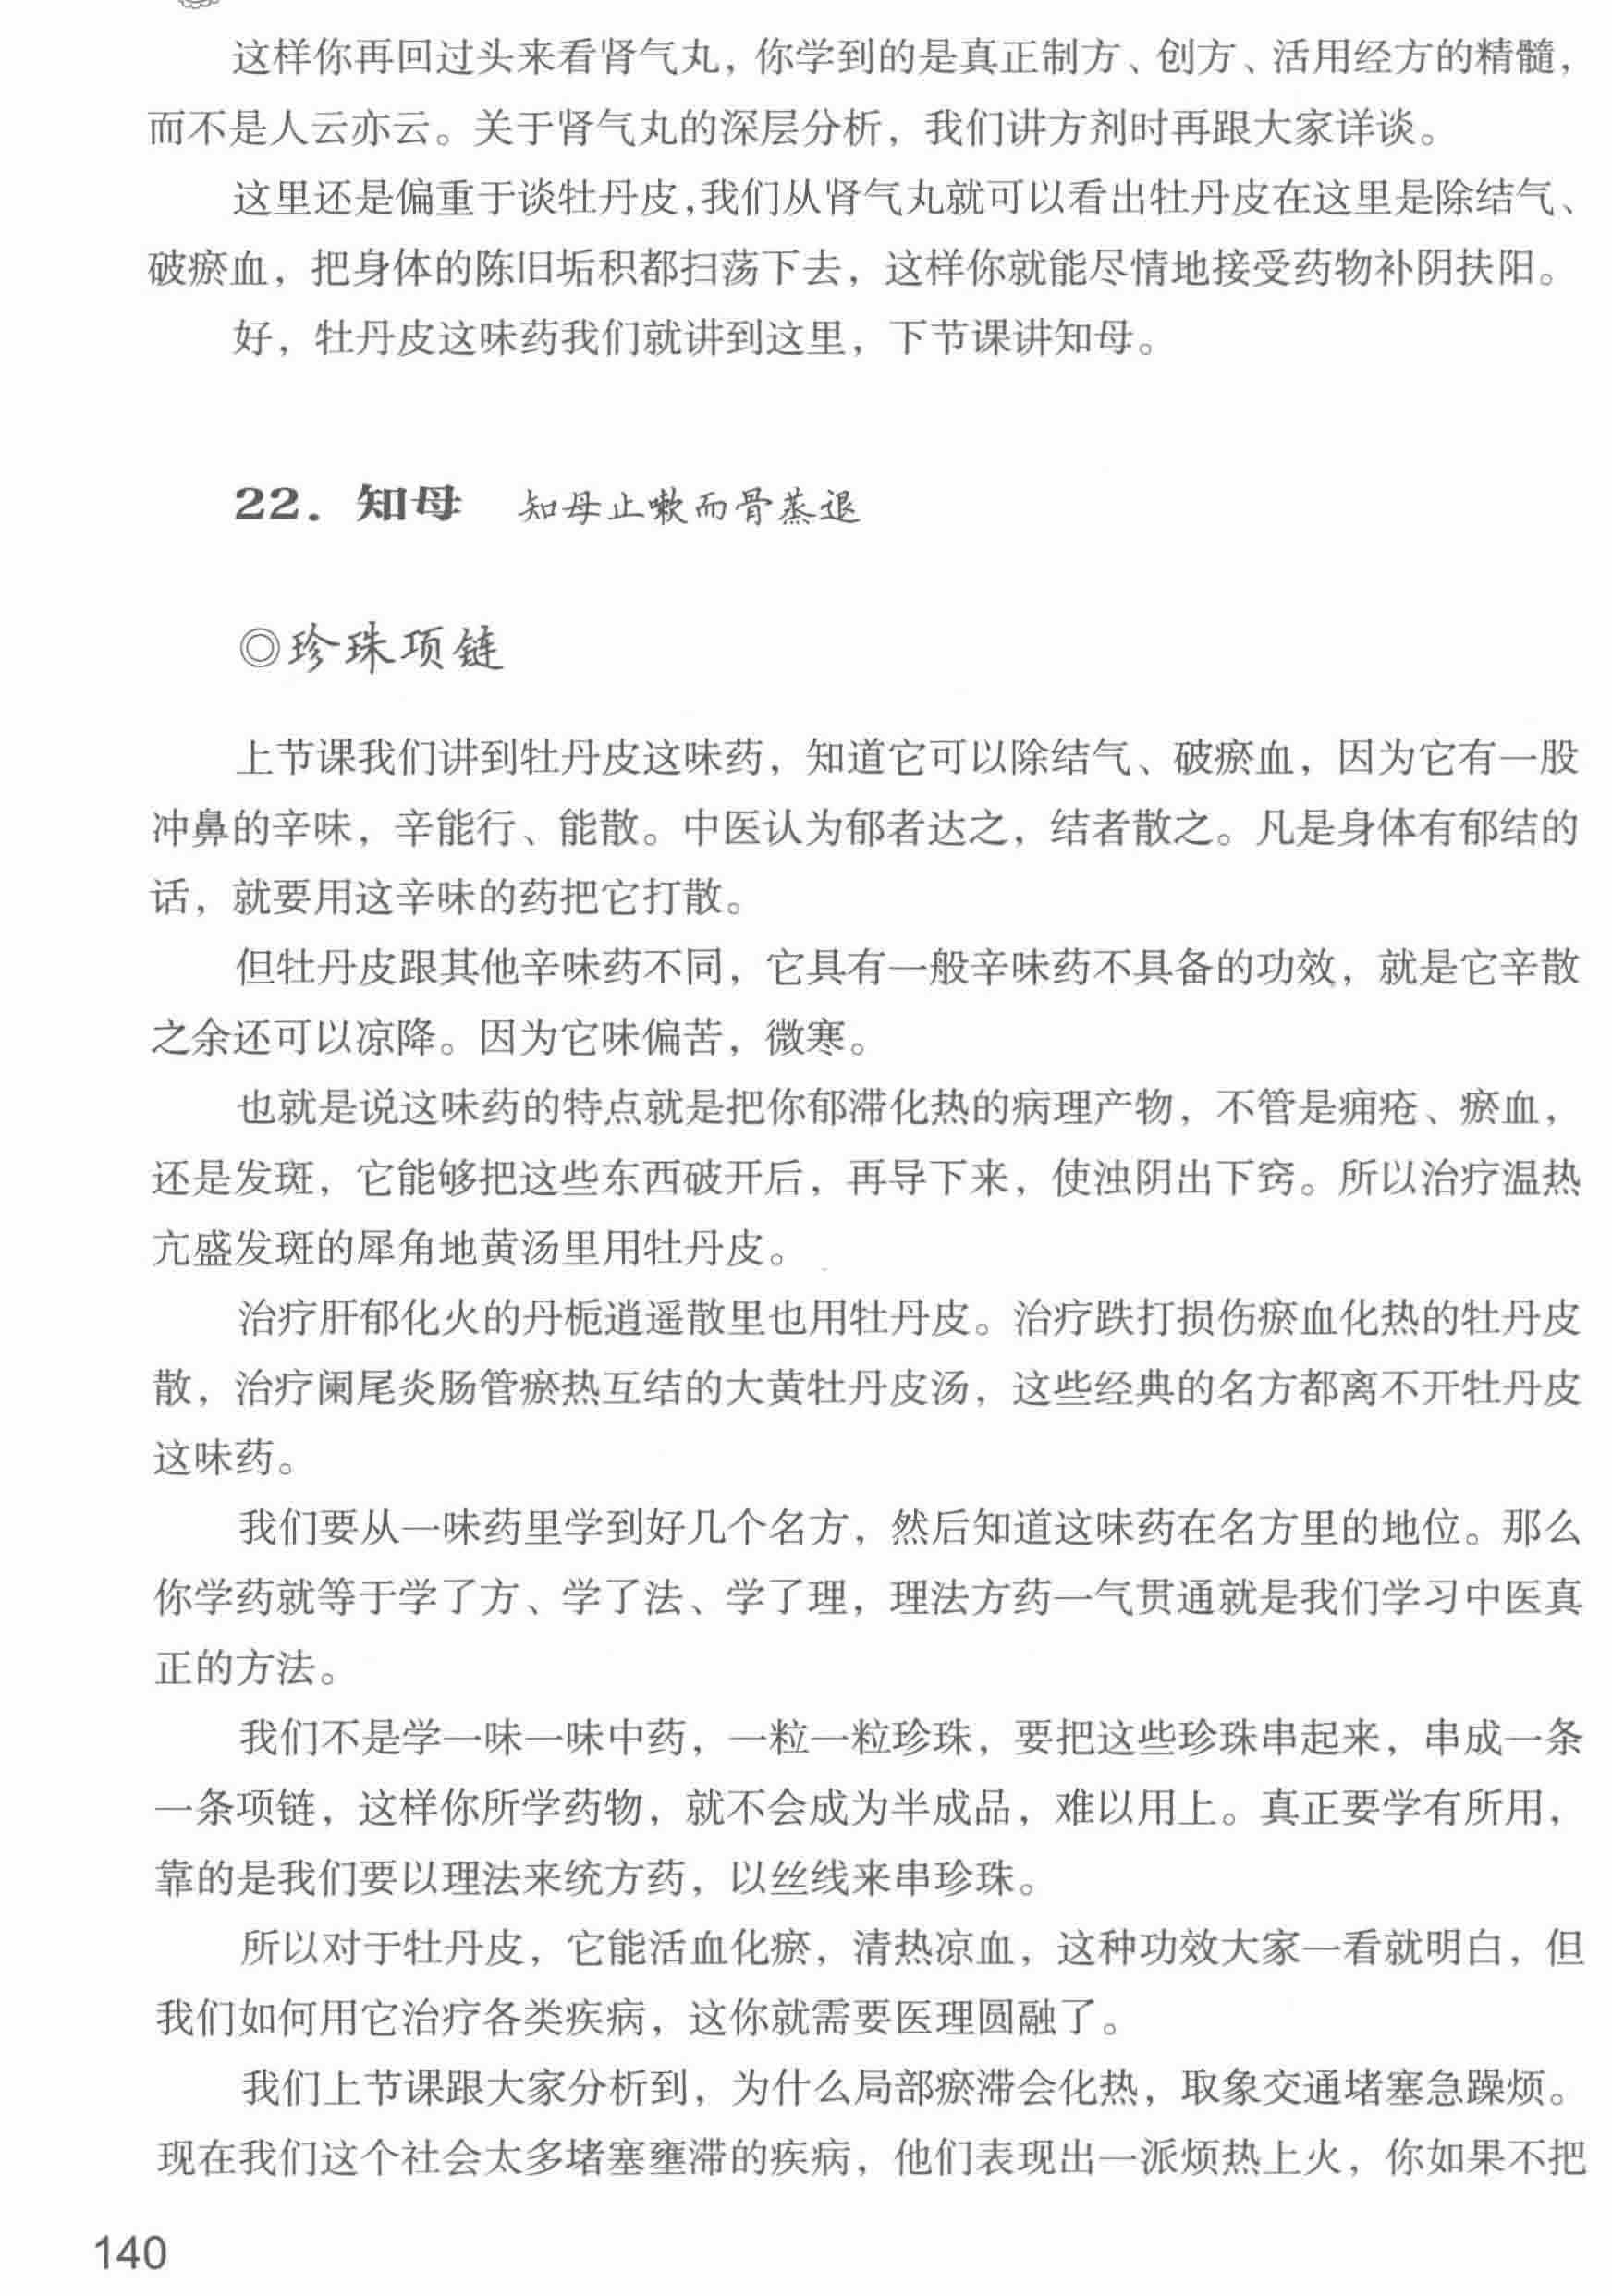 这样你再回过头来看肾气丸，你学到的是真正制方、创方、活用经方的精髓，
而不是人云亦云。关于肾气丸的深层分析，我们讲方剂时再跟大家详谈。
这里还是偏重于谈牡丹皮，我们从肾气丸就可以看出牡丹皮在这里是除结气、
破瘀血，把身体的陈旧垢积都扫荡下去，这样你就能尽情地接受药物补阴扶阳。
好，牡丹皮这味药我们就讲到这里，下节课讲知母。
22．知母 知母止嗽而骨蒸退
◎珍珠项链
上节课我们讲到牡丹皮这味药，知道它可以除结气、破瘀血，因为它有一股
冲鼻的辛味，辛能行、能散。中医认为郁者达之，结者散之。凡是身体有郁结的
话，就要用这辛味的药把它打散。
但牡丹皮跟其他辛味药不同，它具有一般辛味药不具备的功效，就是它辛散
之余还可以凉降。因为它味偏苦，微寒。
也就是说这味药的特点就是把你郁滞化热的病理产物，不管是痈疮、瘀血，
还是发斑，它能够把这些东西破开后，再导下来，使浊阴出下窍。所以治疗温热
亢盛发斑的犀角地黄汤里用牡丹皮。
治疗肝郁化火的丹栀逍遥散里也用牡丹皮。治疗跌打损伤瘀血化热的牡丹皮
散，治疗阑尾炎肠管瘀热互结的大黄牡丹皮汤，这些经典的名方都离不开牡丹皮
这味药。
我们要从一味药里学到好几个名方，然后知道这味药在名方里的地位。那么
你学药就等于学了方、学了法、学了理，理法方药一气贯通就是我们学习中医真
正的方法。
我们不是学一味一味中药，一粒一粒珍珠，要把这些珍珠串起来，串成一条
一条项链，这样你所学药物，就不会成为半成品，难以用上。真正要学有所用，
靠的是我们要以理法来统方药，以丝线来串珍珠。
所以对于牡丹皮，它能活血化瘀，清热凉血，这种功效大家一看就明白，但
我们如何用它治疗各类疾病，这你就需要医理圆融了。
我们上节课跟大家分析到，为什么局部瘀滞会化热，取象交通堵塞急躁烦。
现在我们这个社会太多堵塞壅滞的疾病，他们表现出一派烦热上火，你如果不把
140